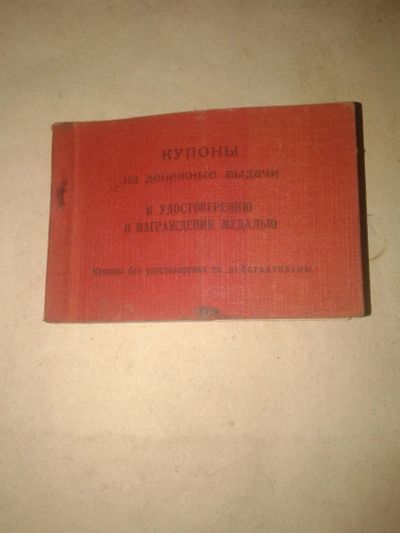 КУПОНЫ
на денежные выдачи
К УДОСТОВЕРЕНИЮ
О НАГРАЖДЕНИИ МЕДАЛЬЮ
Купоны без удостоверения не действительны